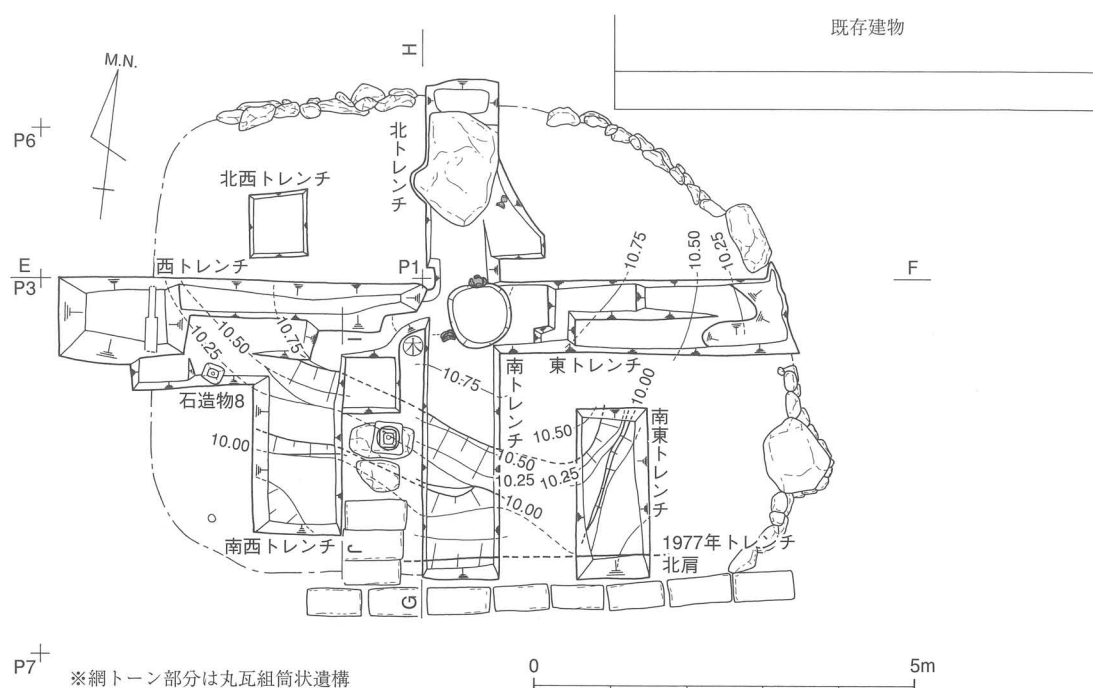 既存建物
H
M.N.
P6
北トレンチ
北西トレンチ
10.75
10.50
10.25
E
西トレンチ
P1
F
P3
10.75
10.50
10.25
I
10.75
南トレンチ
東トレンチ
10.00
石造物8
南東トレンチ
10.00
10.50
10.50
10.25
10.25
10.00
南西トレンチ
J
1977年トレンチ
北肩
G
P7
※網トーン部分は丸瓦組筒状遺構
0
5m